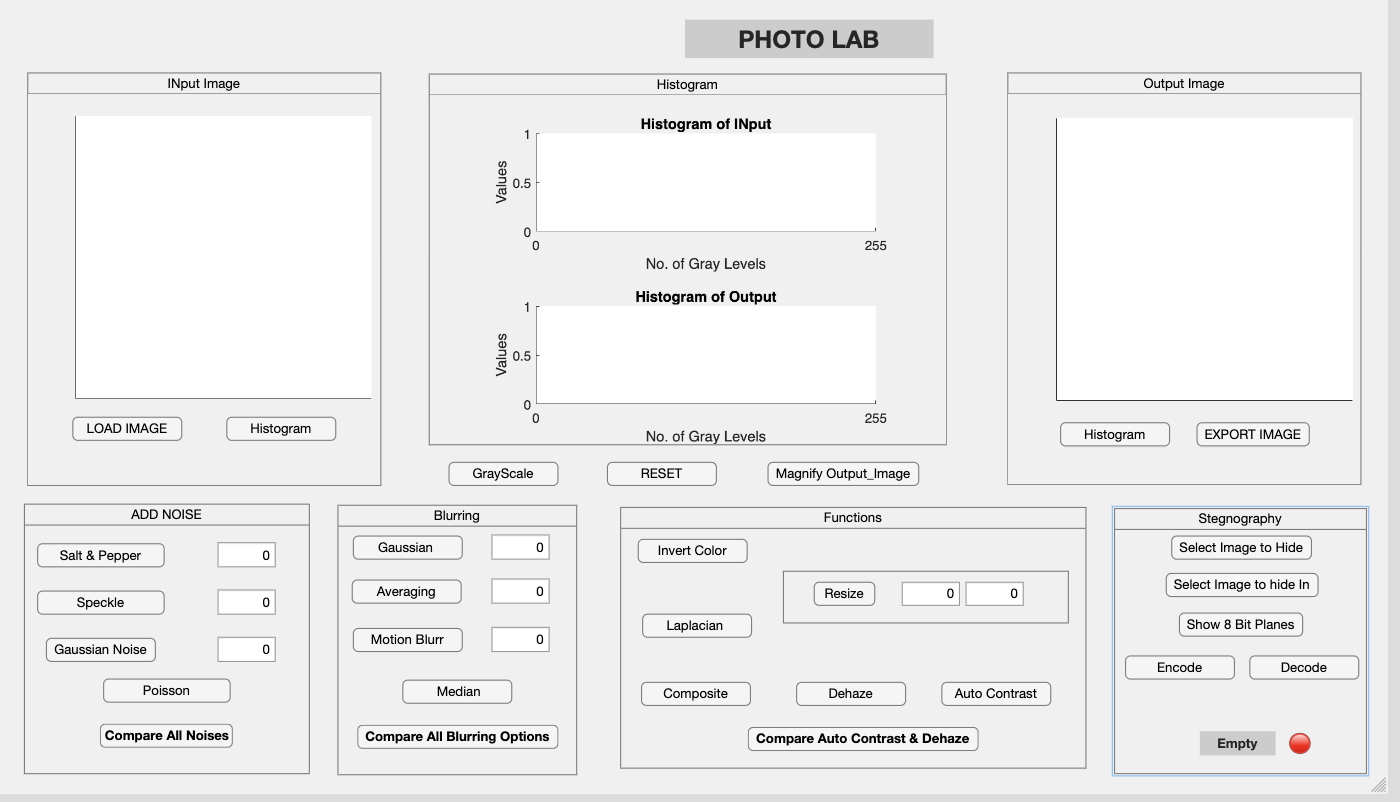 PHOTO LAB
INput Image
LOAD IMAGE
Histogram
Histogram
Histogram of INput
1
0.5
0
Values
0
255
No. of Gray Levels
Histogram of Output
1
0.5
0
Values
0
255
No. of Gray Levels
Output Image
Histogram
EXPORT IMAGE
GrayScale
RESET
Magnify Output_Image
ADD NOISE
Salt & Pepper
0
Speckle
0
Gaussian Noise
0
Poisson
Compare All Noises
Blurring
Gaussian
0
Averaging
0
Motion Blurr
0
Median
Compare All Blurring Options
Functions
Invert Color
Resize
0
0
Laplacian
Composite
Dehaze
Auto Contrast
Compare Auto Contrast & Dehaze
Stegnography
Select Image to Hide
Select Image to hide In
Show 8 Bit Planes
Encode
Decode
Empty